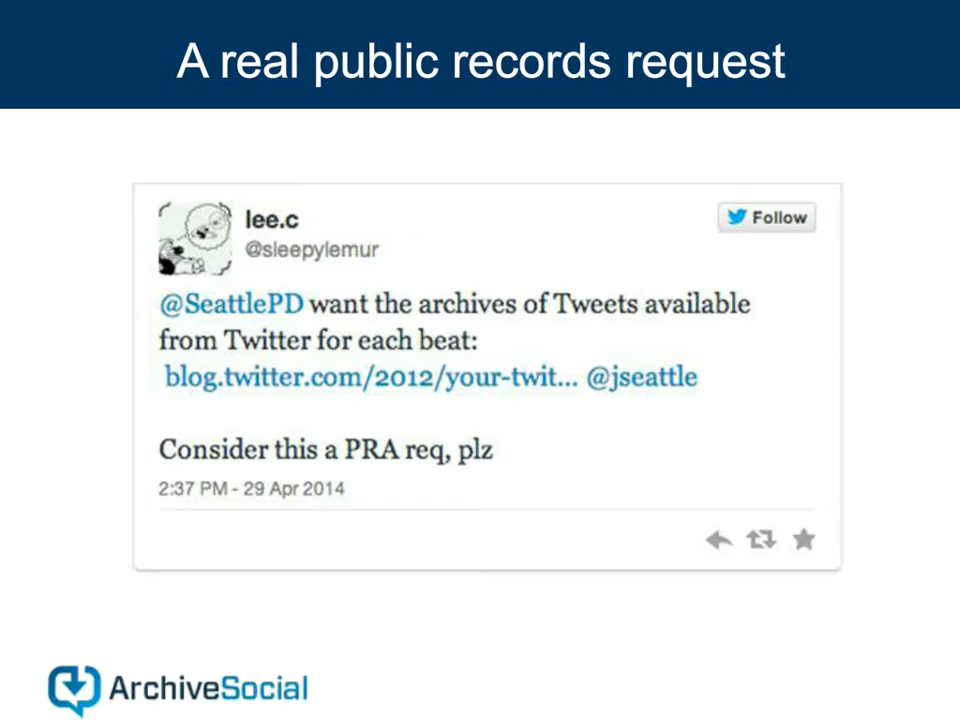 A real public records request
lee.c
@sleepylemur
Follow
@SeattlePD want the archives of Tweets available
from Twitter for each beat:
blog.twitter.com/2012/your-twit... @jseattle
Consider this a PRA req, plz
2:37 PM - 29 Apr 2014
ArchiveSocial